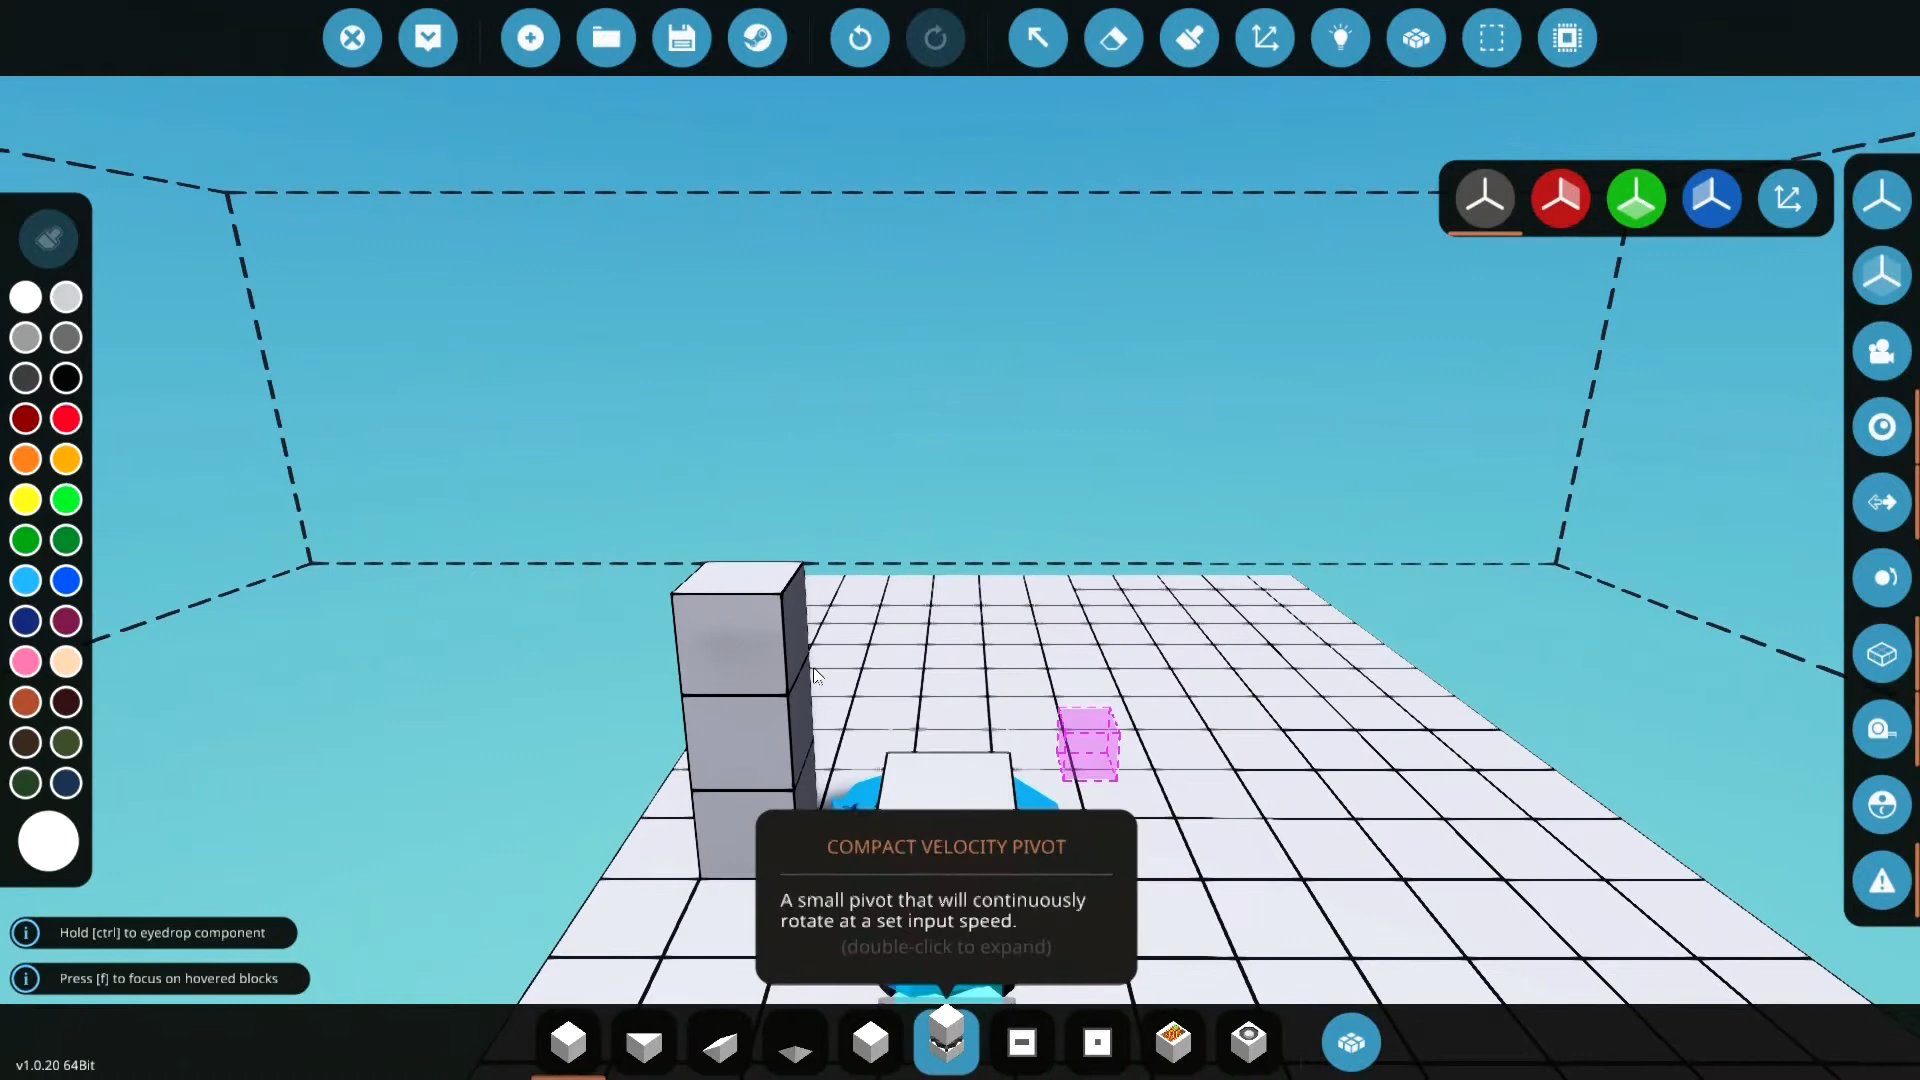 COMPACT VELOCITY PIVOT
A small pivot that will continuously
rotate at a set input speed.
(double-click to expand)
Hold [ctrl] to eyedrop component
Press [f] to focus on hovered blocks
v1.0.20 64Bit